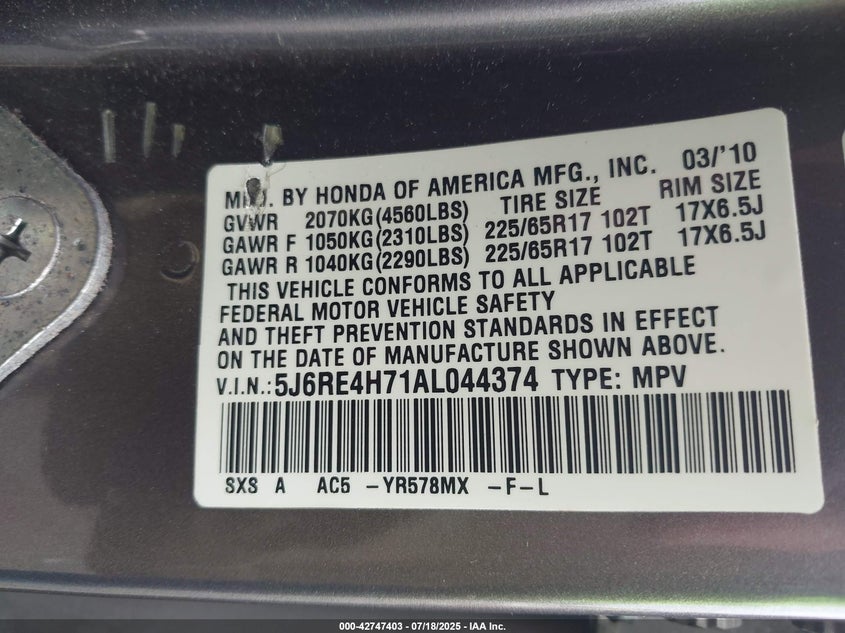 MFD. BY HONDA OF AMERICA MFG., INC. 03/'10
GVWR 2070KG(4560LBS) TIRE SIZE RIM SIZE
GAWR F 1050KG(2310LBS) 225/65R17 102T 17X6.5J
GAWR R 1040KG(2290LBS) 225/65R17 102T 17X6.5J
THIS VEHICLE CONFORMS TO ALL APPLICABLE
FEDERAL MOTOR VEHICLE SAFETY
AND THEFT PREVENTION STANDARDS IN EFFECT
ON THE DATE OF MANUFACTURE SHOWN ABOVE.
V.I.N.: 5J6RE4H71AL044374 TYPE: MPV
SXS A AC5 -YR578MX -F-L
000-42747403 - 07/18/2025 - IAA Inc.